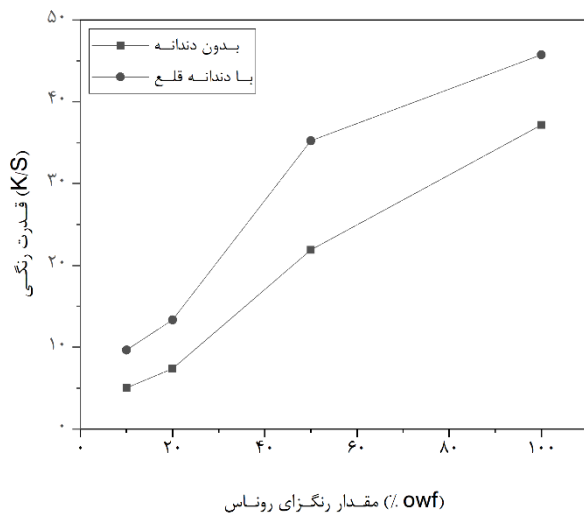 بدون دندانه
با دندانه قلع
قدرت رنگی (K/S)
۵۰
۴۰
۳۰
۲۰
۱۰
۰
۰ ۲۰ ۴۰ ۶۰ ۸۰ ۱۰۰
مقدار رنگزای روناس (٪ owf)